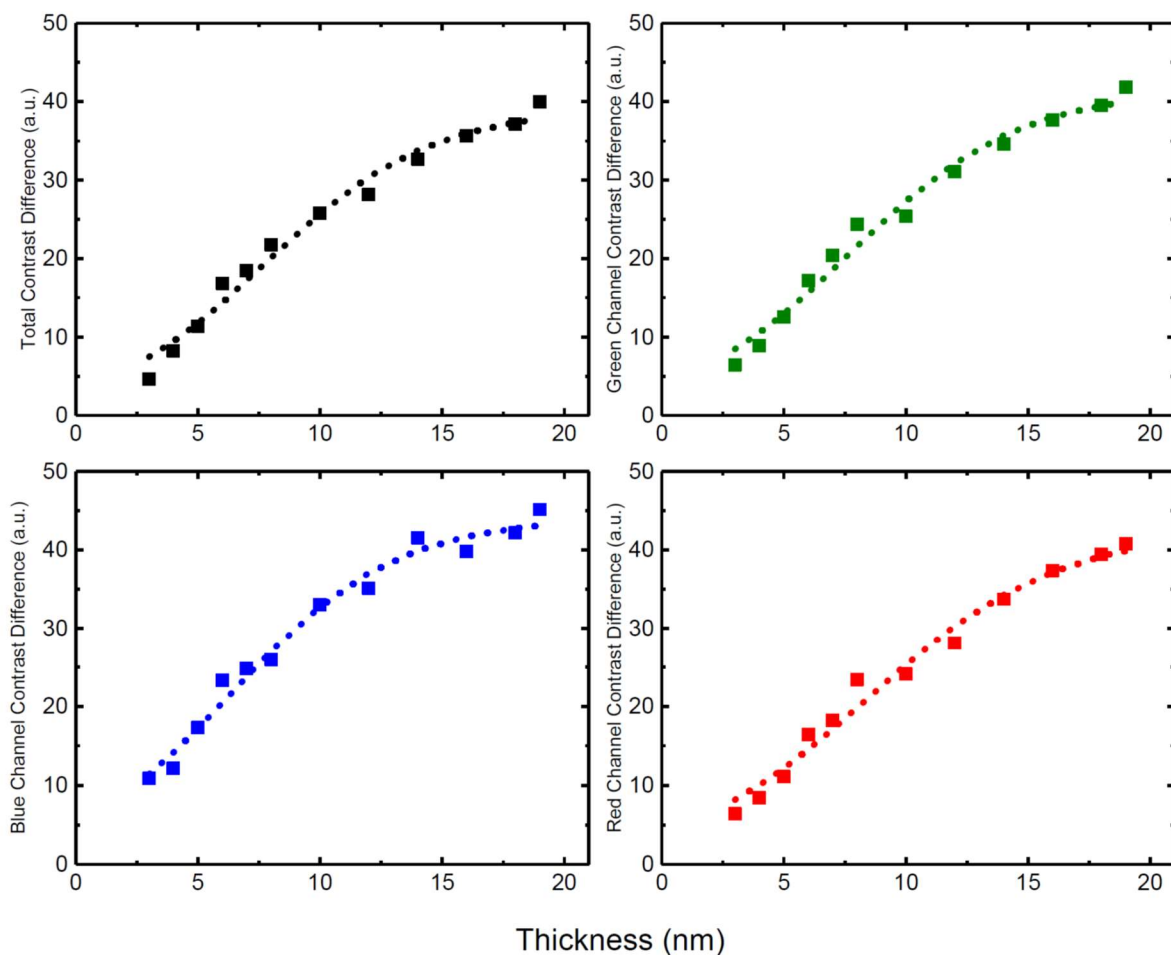 Total Contrast Difference (a.u.)
50
40
30
20
10
0
0 5 10 15 20
Green Channel Contrast Difference (a.u.)
50
40
30
20
10
0
0 5 10 15 20
Blue Channel Contrast Difference (a.u.)
50
40
30
20
10
0
0 5 10 15 20
Red Channel Contrast Difference (a.u.)
50
40
30
20
10
0
0 5 10 15 20
Thickness (nm)